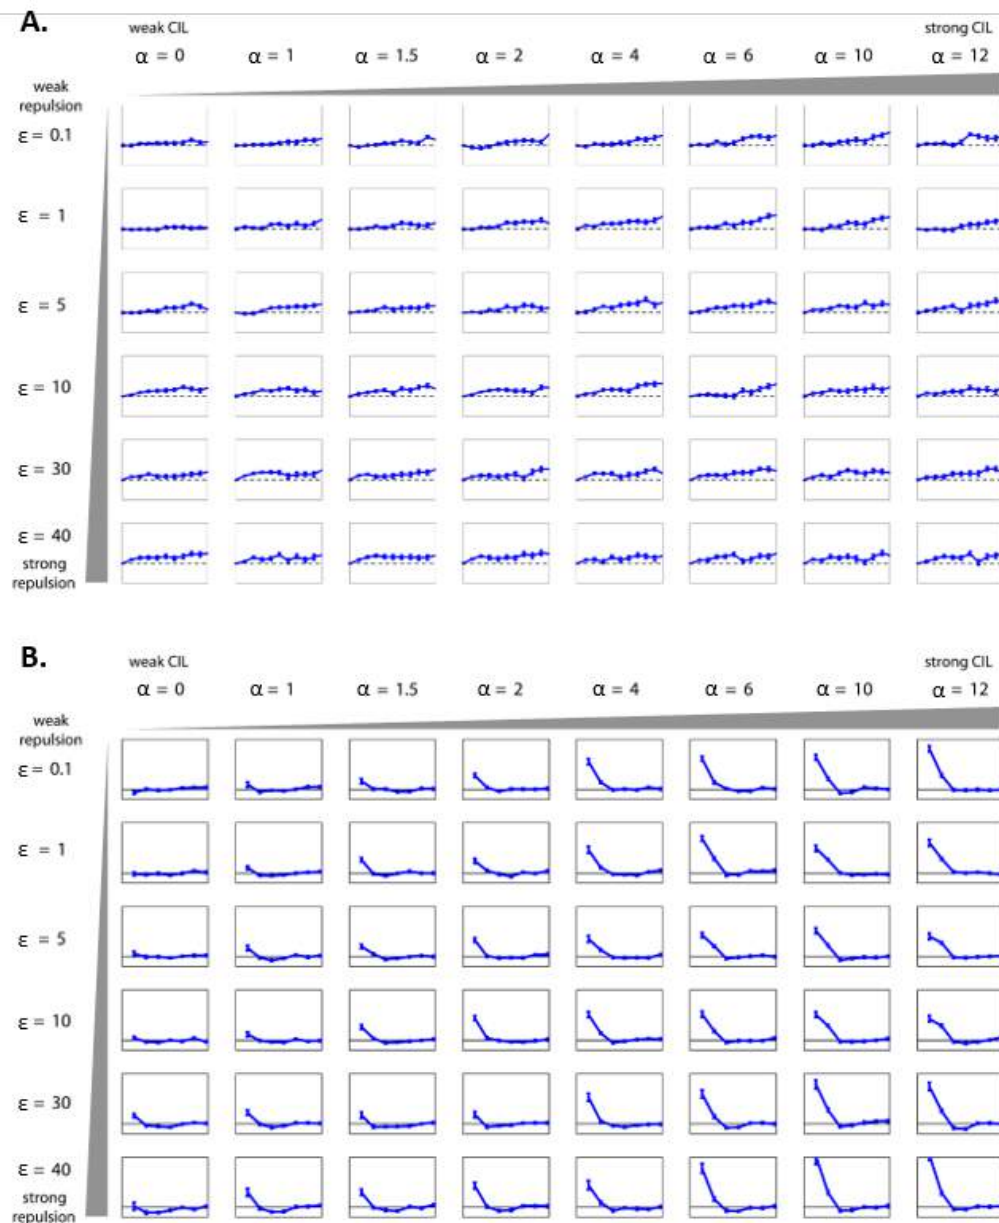 A.
weak CIL strong CIL
α = 0 α = 1 α = 1.5 α = 2 α = 4 α = 6 α = 10 α = 12
weak
repulsion
ε = 0.1
ε = 1
ε = 5
ε = 10
ε = 30
ε = 40
strong
repulsion
B.
weak CIL strong CIL
α = 0 α = 1 α = 1.5 α = 2 α = 4 α = 6 α = 10 α = 12
weak
repulsion
ε = 0.1
ε = 1
ε = 5
ε = 10
ε = 30
ε = 40
strong
repulsion